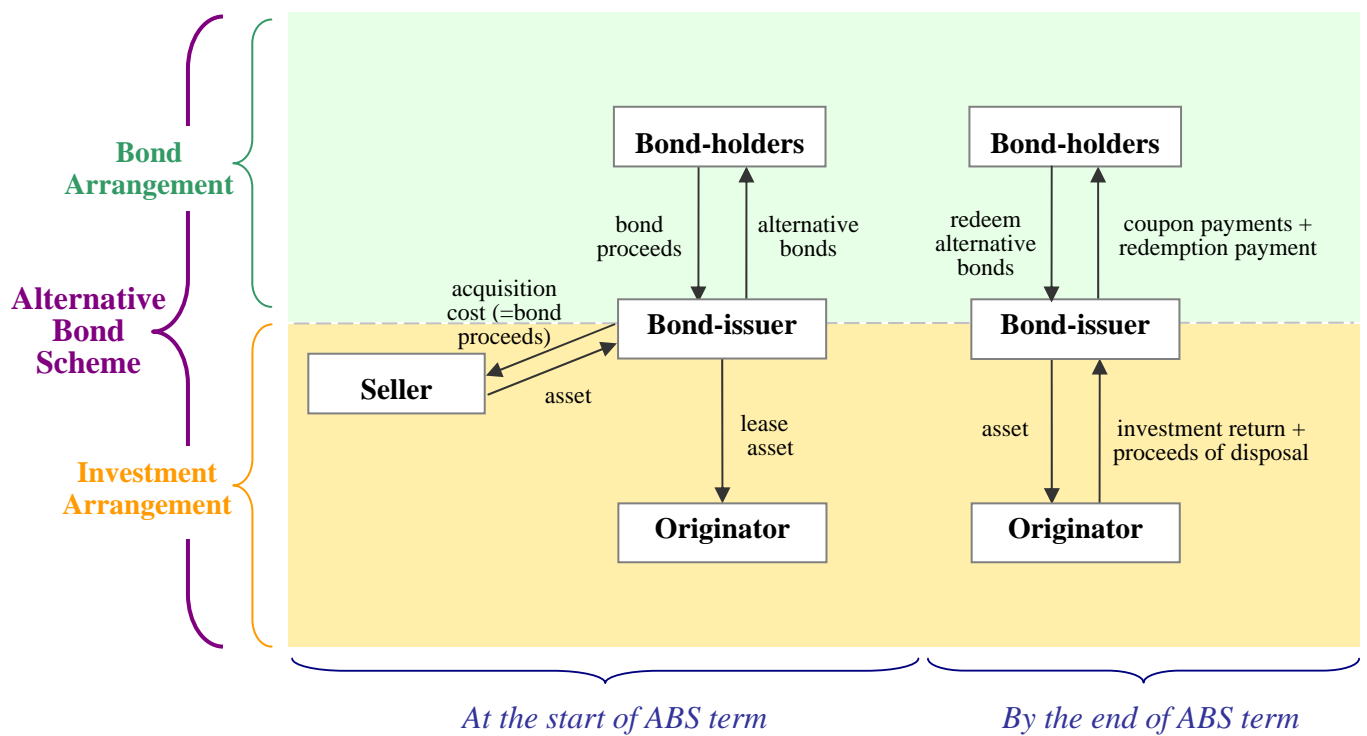 Bond
Arrangement
Alternative
Bond
Scheme
Investment
Arrangement
Bond-holders
bond
proceeds
alternative
bonds
acquisition
cost (=bond
proceeds)
Bond-issuer
Seller
asset
lease
asset
Originator
Bond-holders
redeem
alternative
bonds
coupon payments +
redemption payment
Bond-issuer
asset
investment return +
proceeds of disposal
Originator
At the start of ABS term
By the end of ABS term